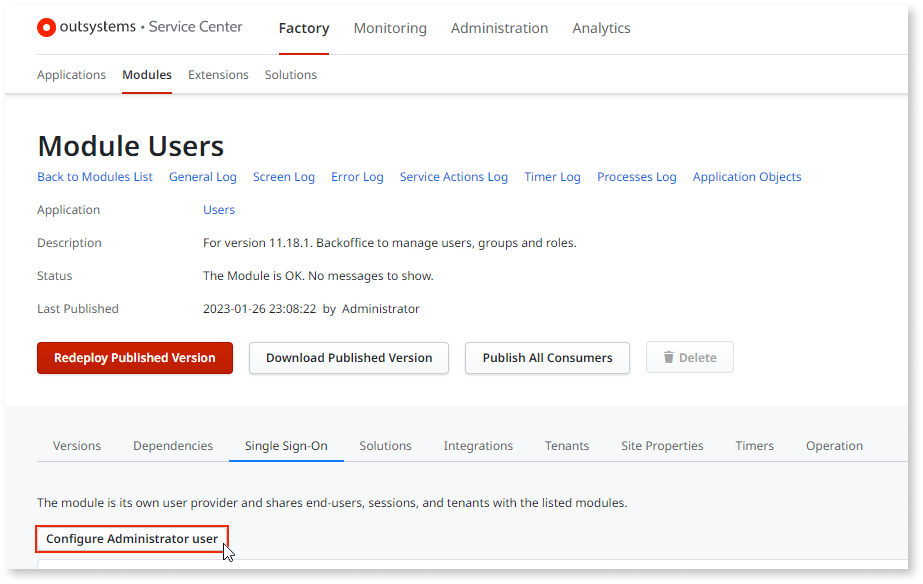 outsystems • Service Center Factory Monitoring Administration Analytics
Applications Modules Extensions Solutions
Module Users
Back to Modules List General Log Screen Log Error Log Service Actions Log Timer Log Processes Log Application Objects
Application Users
Description For version 11.18.1. Backoffice to manage users, groups and roles.
Status The Module is OK. No messages to show.
Last Published 2023-01-26 23:08:22 by Administrator
Redeploy Published Version Download Published Version Publish All Consumers Delete
Versions Dependencies Single Sign-On Solutions Integrations Tenants Site Properties Timers Operation
The module is its own user provider and shares end-users, sessions, and tenants with the listed modules.
Configure Administrator user